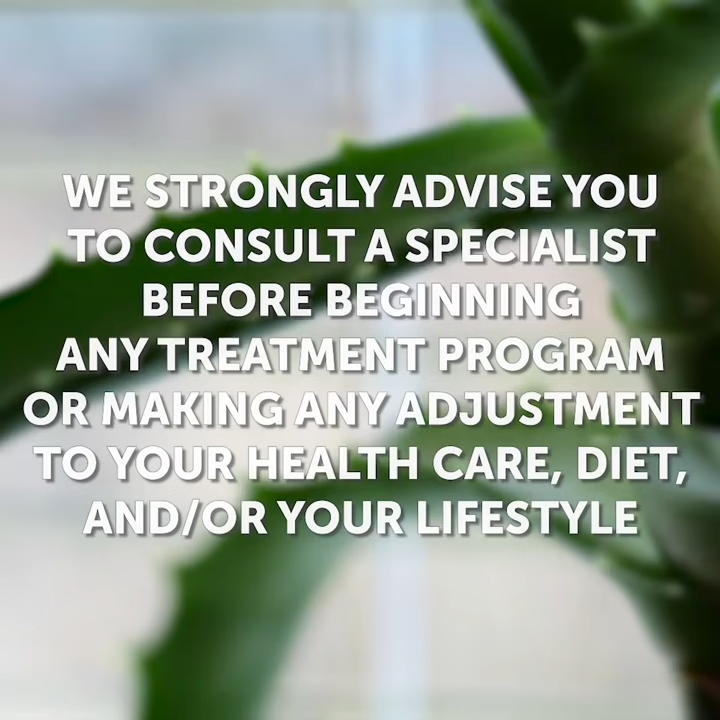 WE STRONGLY ADVISE YOU
TO CONSULT A SPECIALIST
BEFORE BEGINNING
ANY TREATMENT PROGRAM
OR MAKING ANY ADJUSTMENT
TO YOUR HEALTH CARE, DIET,
AND/OR YOUR LIFESTYLE